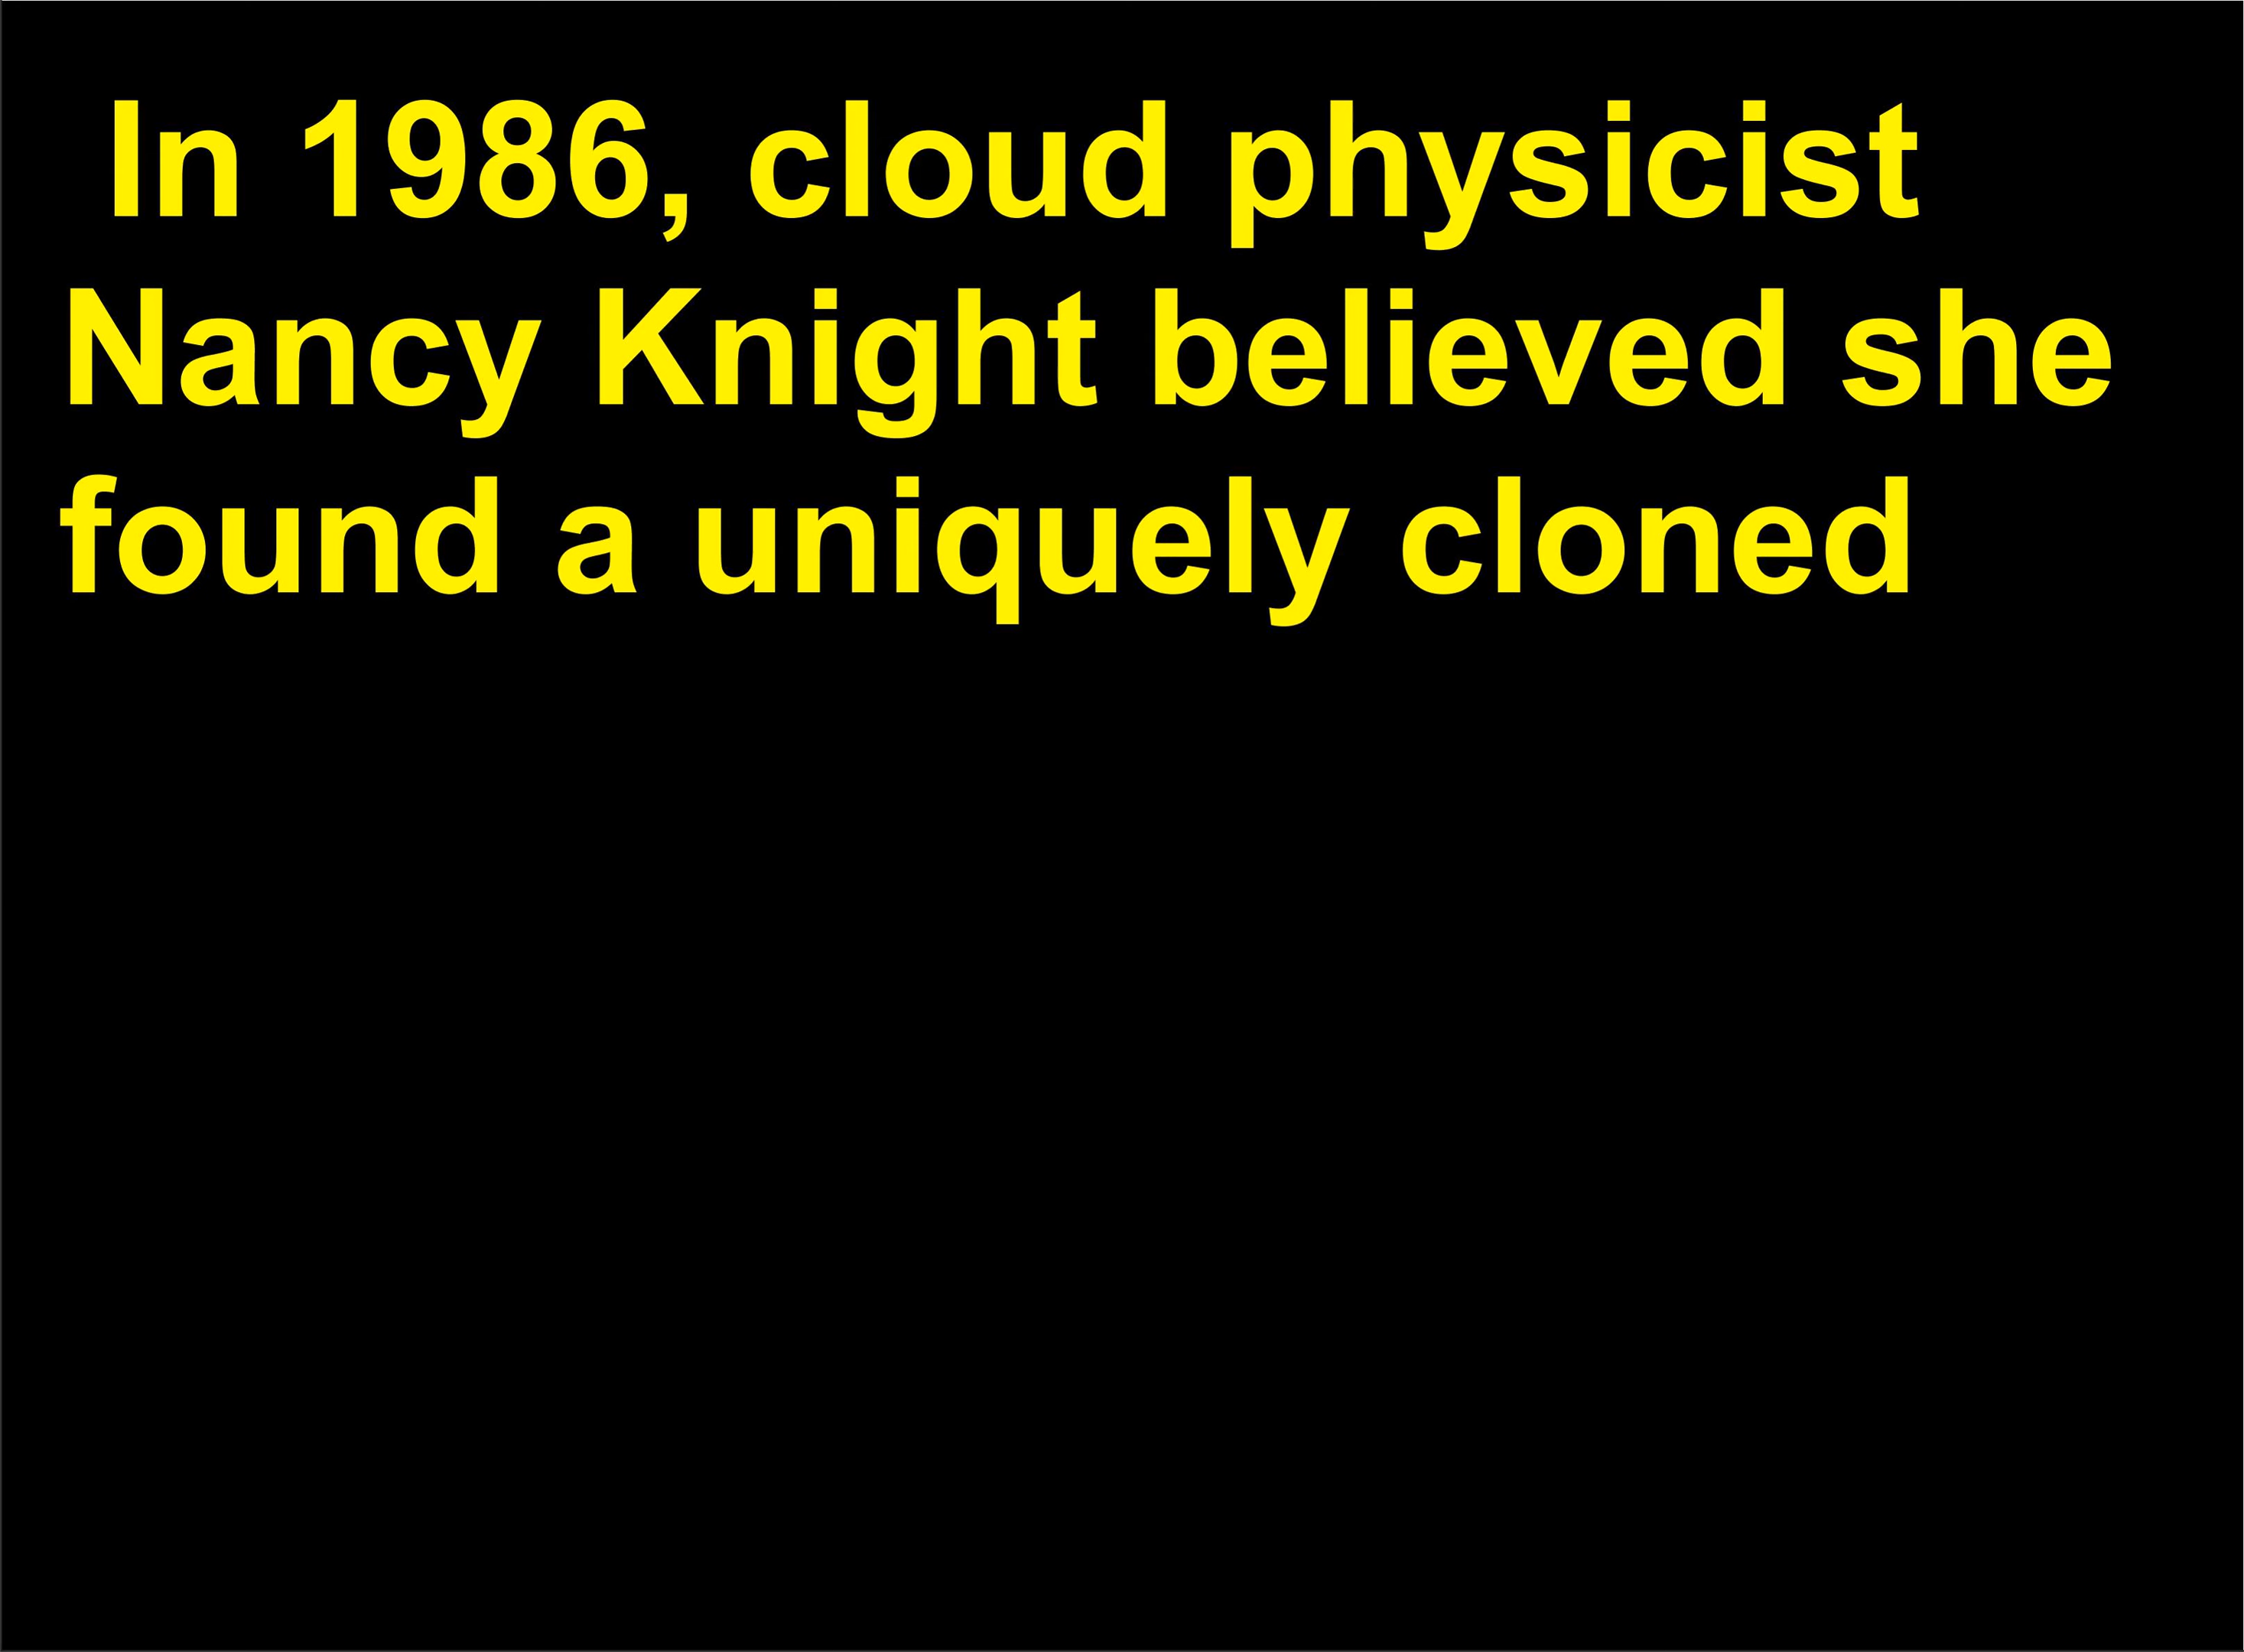 In 1986, cloud physicist
Nancy Knight believed she
found a uniquely cloned